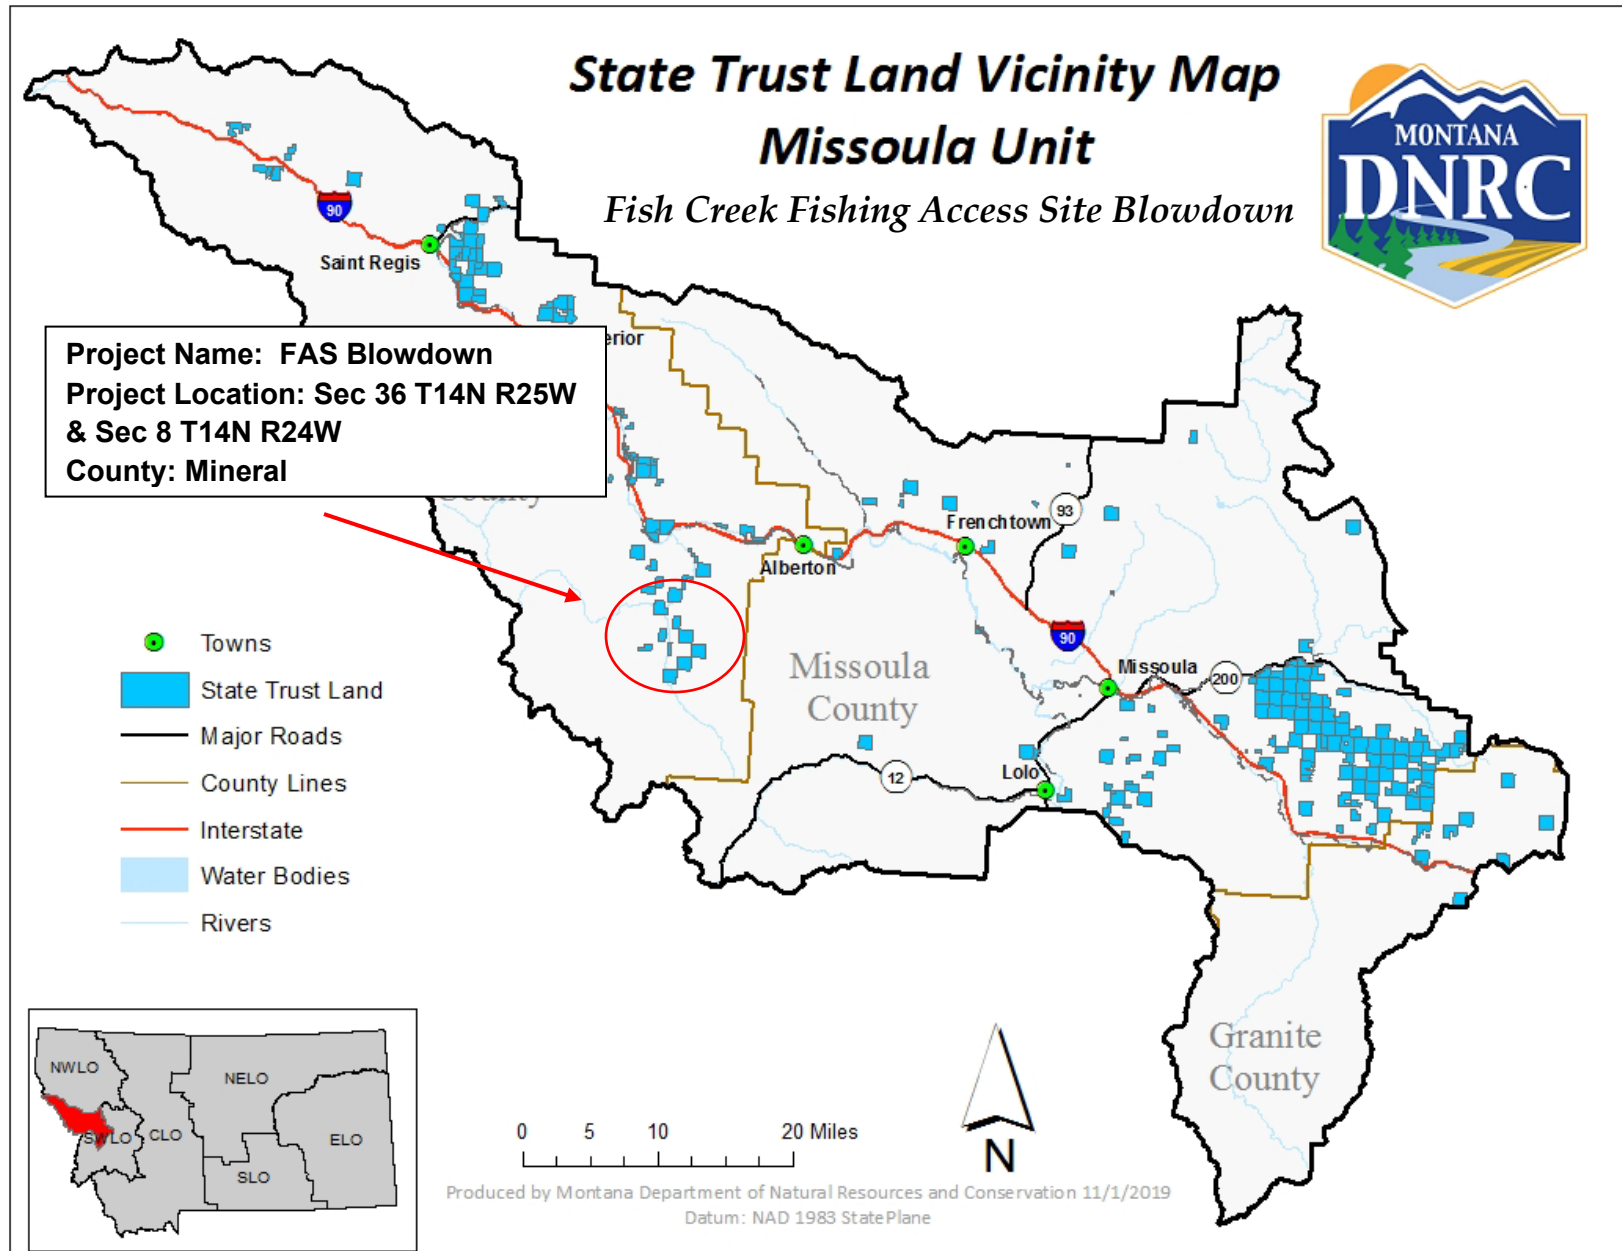 State Trust Land Vicinity Map
Missoula Unit
Fish Creek Fishing Access Site Blowdown
MONTANA
DNRC
90
Saint Regis
erior
Project Name: FAS Blowdown
Project Location: Sec 36 T14N R25W
& Sec 8 T14N R24W
County: Mineral
County
93
Frenchtown
Alberton
90
Missoula
200
Missoula
County
12
Lolo
Granite
County
Towns
State Trust Land
Major Roads
County Lines
Interstate
Water Bodies
Rivers
NWLO
NELO
SWLO
CLO
ELO
SLO
0 5 10 20 Miles
N
Produced by Montana Department of Natural Resources and Conservation 11/1/2019
Datum: NAD 1983 StatePlane